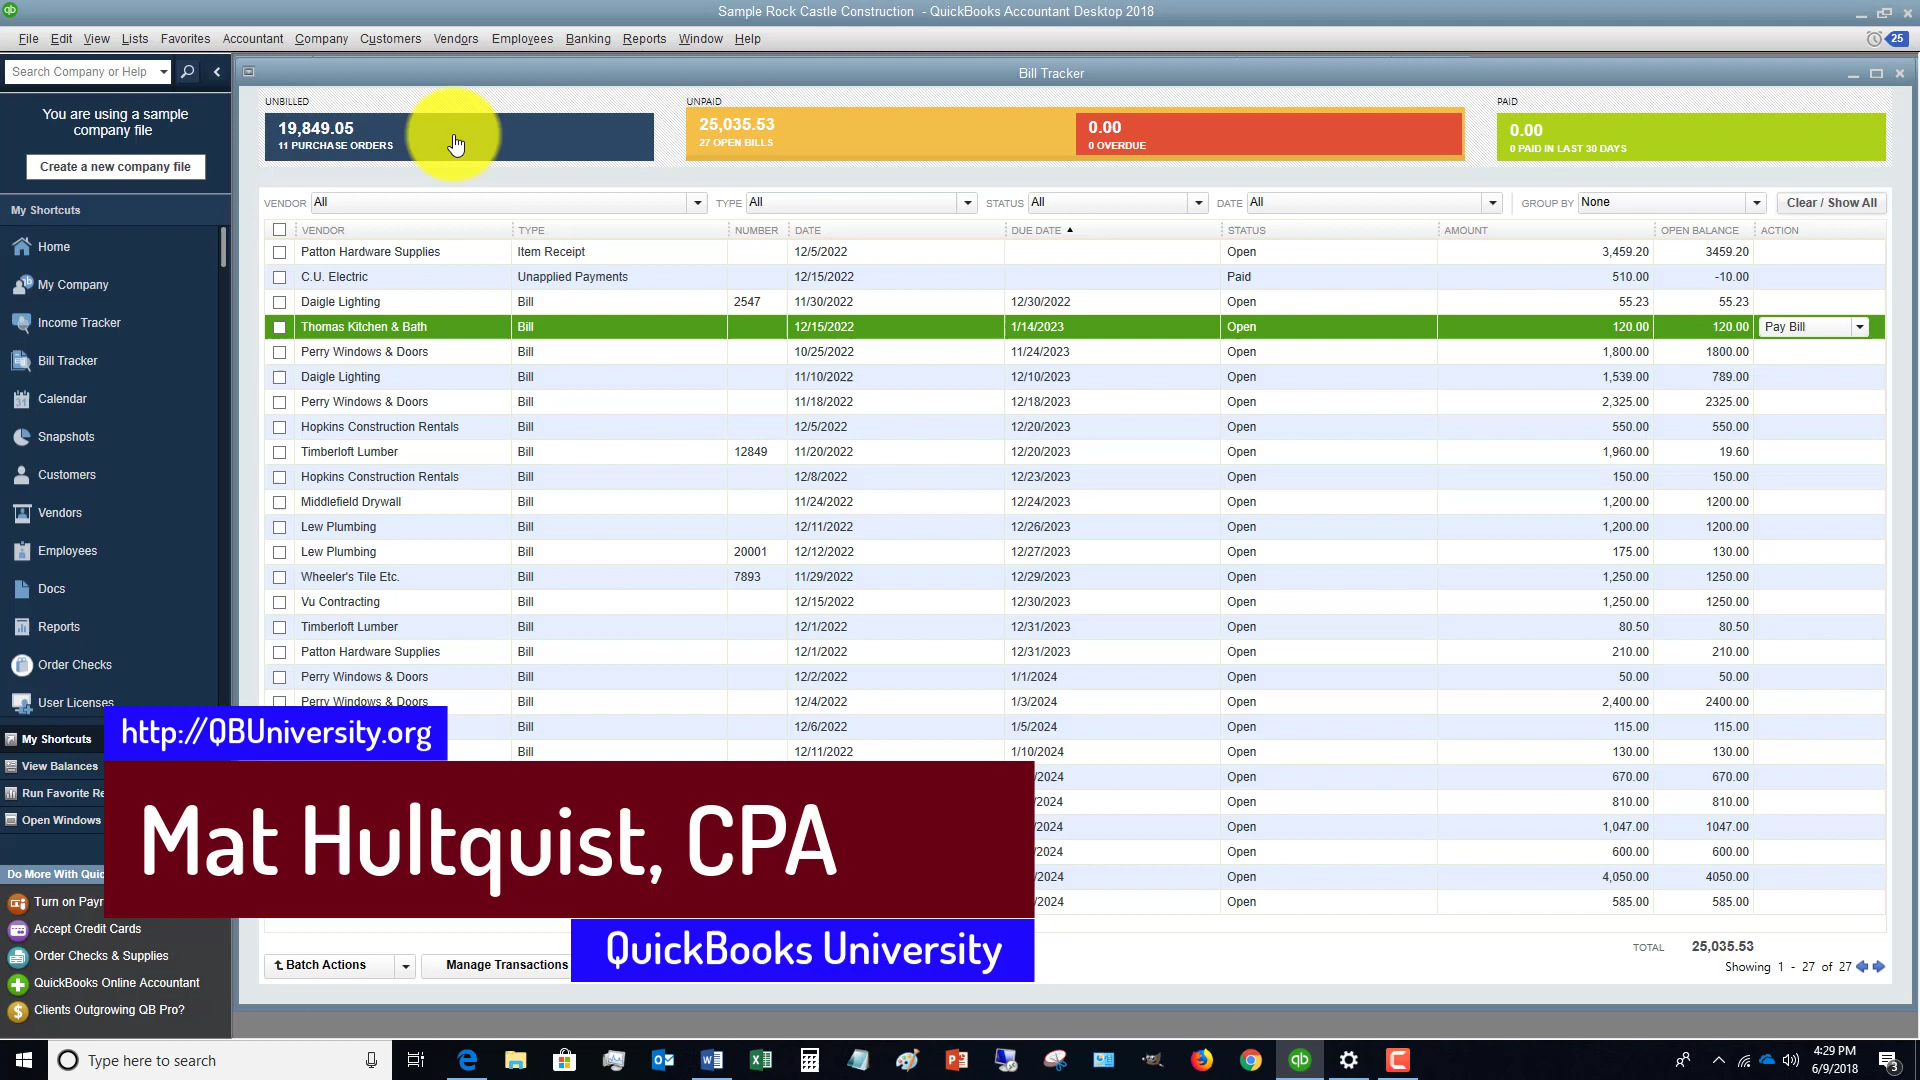 Sample Rock Castle Construction - QuickBooks Accountant Desktop 2018
File Edit View Lists Favorites Accountant Company Customers Vendors Employees Banking Reports Window Help 25
Search Company or Help
You are using a sample
company file
Create a new company file
My Shortcuts
Home
My Company
Income Tracker
Bill Tracker
Calendar
Snapshots
Customers
Vendors
Employees
Docs
Reports
Order Checks
User Licenses
My Shortcuts
View Balances
Run Favorite Re
Open Windows
Do More With Quic
Turn on Payr
Accept Credit Cards
Order Checks & Supplies
QuickBooks Online Accountant
Clients Outgrowing QB Pro?
Bill Tracker
UNBILLED UNPAID PAID
19,849.05 25,035.53 0.00 0.00
11 PURCHASE ORDERS 27 OPEN BILLS 0 OVERDUE 0 PAID IN LAST 30 DAYS
VENDOR All TYPE All STATUS All DATE All GROUP BY None Clear / Show All
VENDOR TYPE NUMBER DATE DUE DATE STATUS AMOUNT OPEN BALANCE ACTION
Patton Hardware Supplies Item Receipt 12/5/2022 Open 3,459.20 3459.20
C.U. Electric Unapplied Payments 12/15/2022 Paid 510.00 -10.00
Daigle Lighting Bill 2547 11/30/2022 12/30/2022 Open 55.23 55.23
Thomas Kitchen & Bath Bill 12/15/2022 1/14/2023 Open 120.00 120.00 Pay Bill
Perry Windows & Doors Bill 10/25/2022 11/24/2023 Open 1,800.00 1800.00
Daigle Lighting Bill 11/10/2022 12/10/2023 Open 1,539.00 789.00
Perry Windows & Doors Bill 11/18/2022 12/18/2023 Open 2,325.00 2325.00
Hopkins Construction Rentals Bill 12/5/2022 12/20/2023 Open 550.00 550.00
Timberloft Lumber Bill 12849 11/20/2022 12/20/2023 Open 1,960.00 19.60
Hopkins Construction Rentals Bill 12/8/2022 12/23/2023 Open 150.00 150.00
Middlefield Drywall Bill 11/24/2022 12/24/2023 Open 1,200.00 1200.00
Lew Plumbing Bill 12/11/2022 12/26/2023 Open 1,200.00 1200.00
Lew Plumbing Bill 20001 12/12/2022 12/27/2023 Open 175.00 130.00
Wheeler's Tile Etc. Bill 7893 11/29/2022 12/29/2023 Open 1,250.00 1250.00
Vu Contracting Bill 12/15/2022 12/30/2023 Open 1,250.00 1250.00
Timberloft Lumber Bill 12/1/2022 12/31/2023 Open 80.50 80.50
Patton Hardware Supplies Bill 12/1/2022 12/31/2023 Open 210.00 210.00
Perry Windows & Doors Bill 12/2/2022 1/1/2024 Open 50.00 50.00
Perry Windows & Doors Bill 12/4/2022 1/3/2024 Open 2,400.00 2400.00
Bill 12/6/2022 1/5/2024 Open 115.00 115.00
Bill 12/11/2022 1/10/2024 Open 130.00 130.00
/2024 Open 670.00 670.00
/2024 Open 810.00 810.00
/2024 Open 1,047.00 1047.00
/2024 Open 600.00 600.00
/2024 Open 4,050.00 4050.00
/2024 Open 585.00 585.00
TOTAL 25,035.53
Batch Actions Manage Transactions Showing 1 - 27 of 27
http://QBUniversity.org
Mat Hultquist, CPA
QuickBooks University
Type here to search
4:29 PM
6/9/2018
3